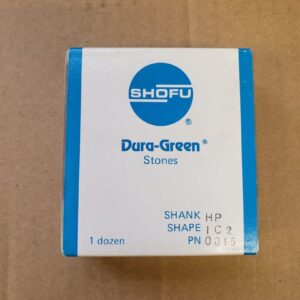 SHOFU
®
Dura-Green®
Stones
SHANK HP
SHAPE IC2
1 dozen PN 0015